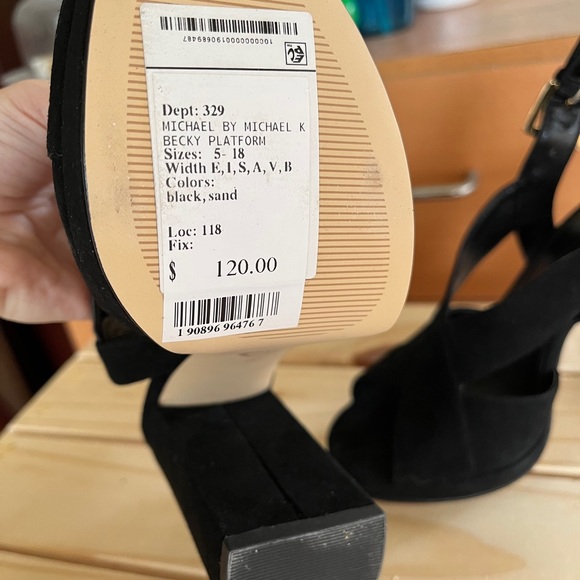 1000000000190669487
Dept: 329
MICHAEL BY MICHAEL K
BECKY PLATFORM
Sizes: 5- 18
Width E, I, S, A, V, B
Colors:
black, sand
Loc: 118
Fix:
$ 120.00
1 90896 96476 7